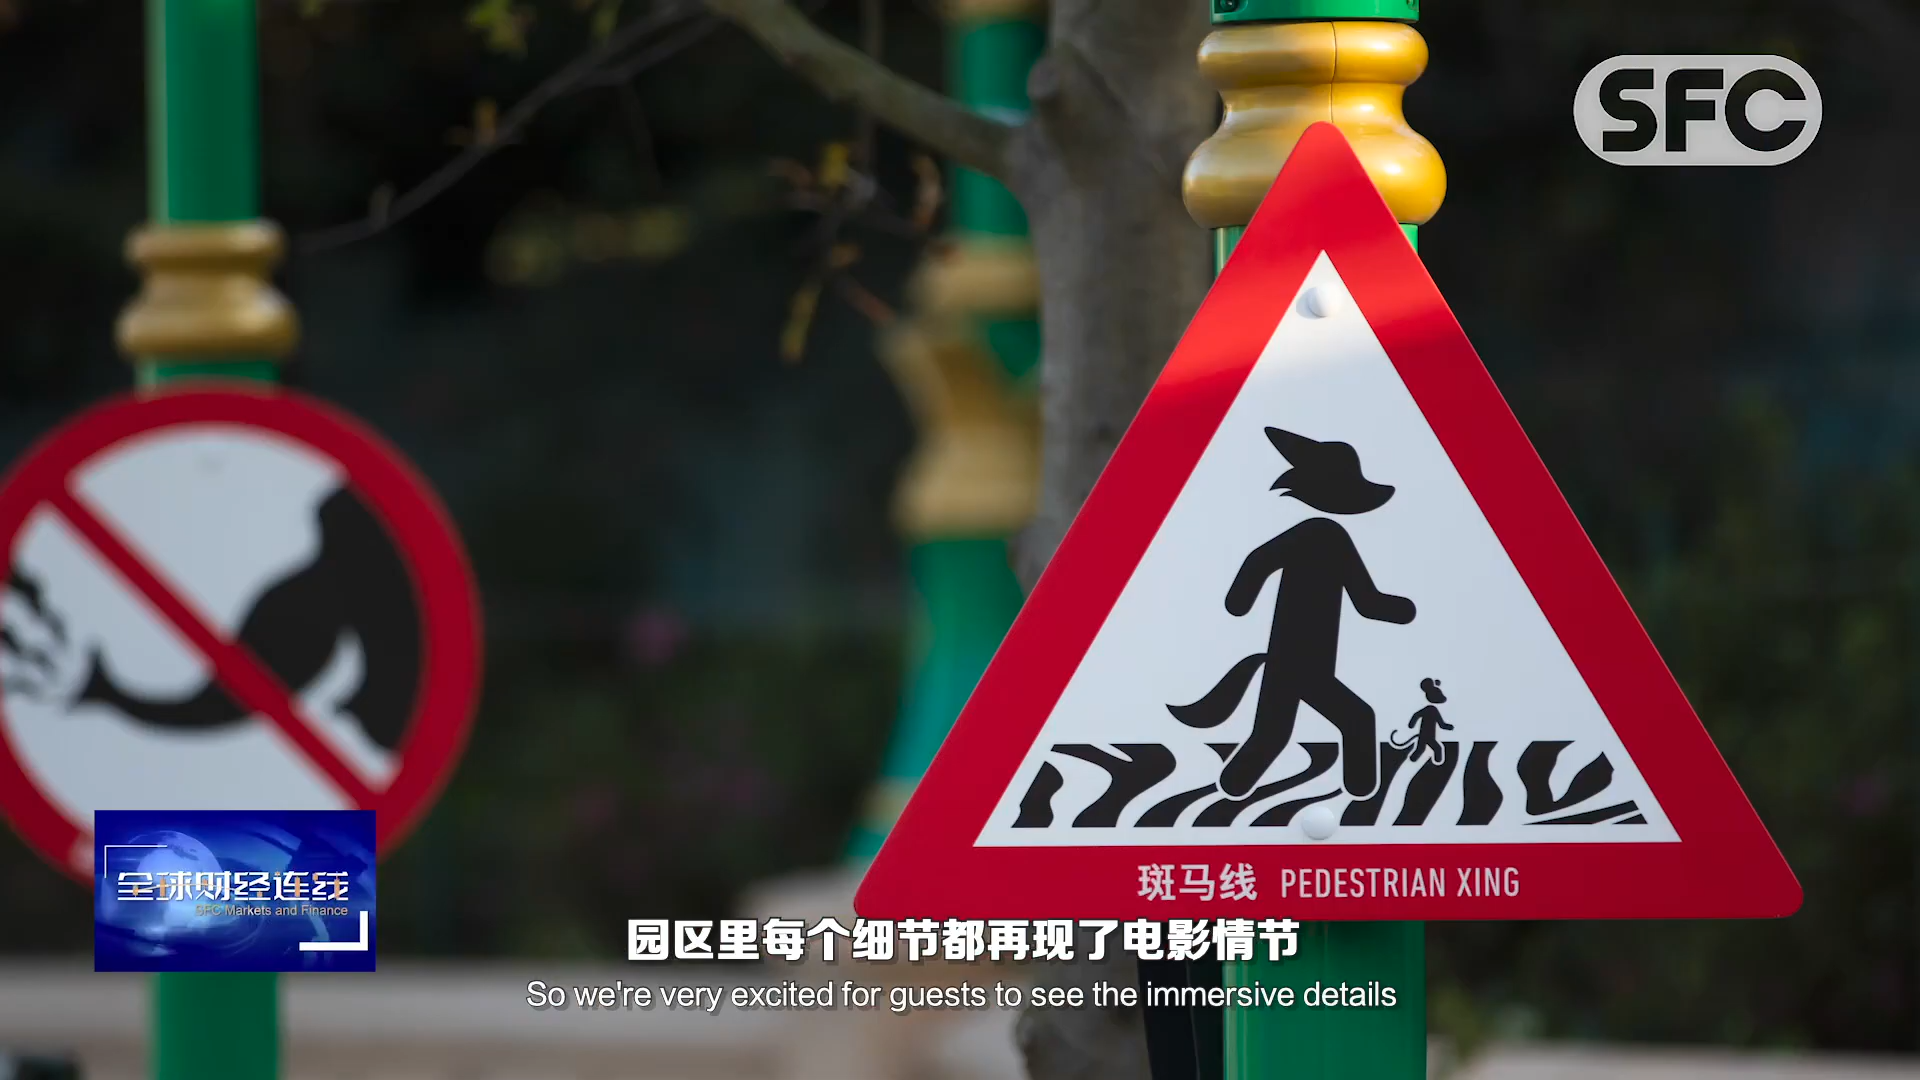 SFC
斑马线 PEDESTRIAN XING
全球财经连线
SFC Markets and Finance
园区里每个细节都再现了电影情节
So we're very excited for guests to see the immersive details